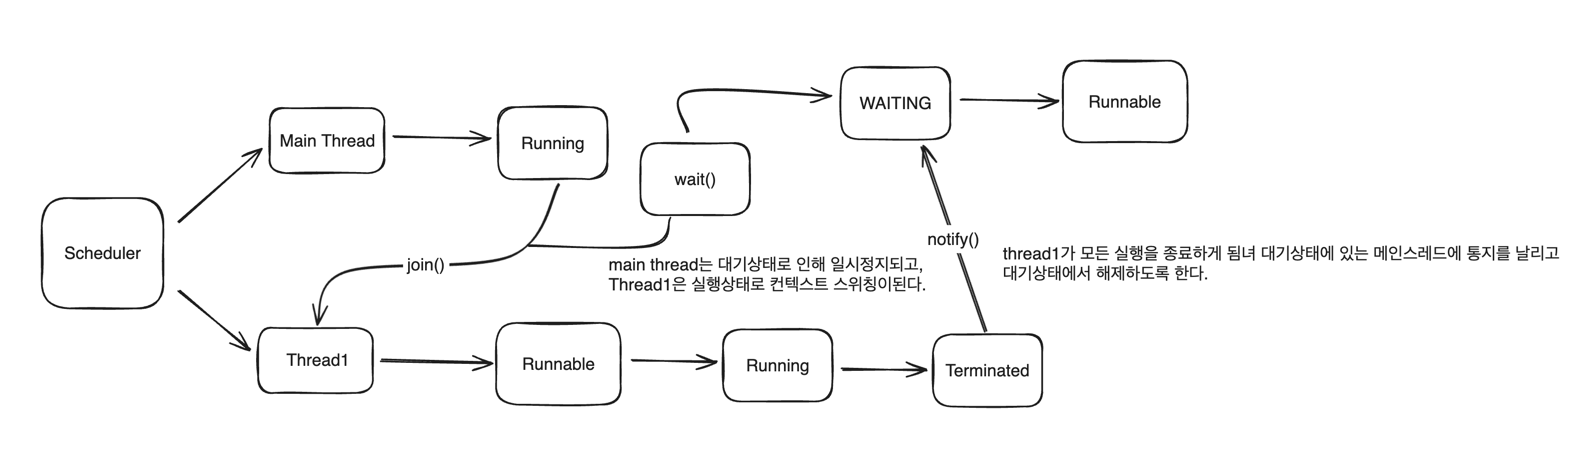 WAITING
Runnable
Main Thread
Running
wait()
Scheduler
notify()
thread1가 모든 실행을 종료하게 됨녀 대기상태에 있는 메인스레드에 통지를 날리고
대기상태에서 해제하도록 한다.
join()
main thread는 대기상태로 인해 일시정지되고,
Thread1은 실행상태로 컨텍스트 스위칭이된다.
Thread1
Runnable
Running
Terminated